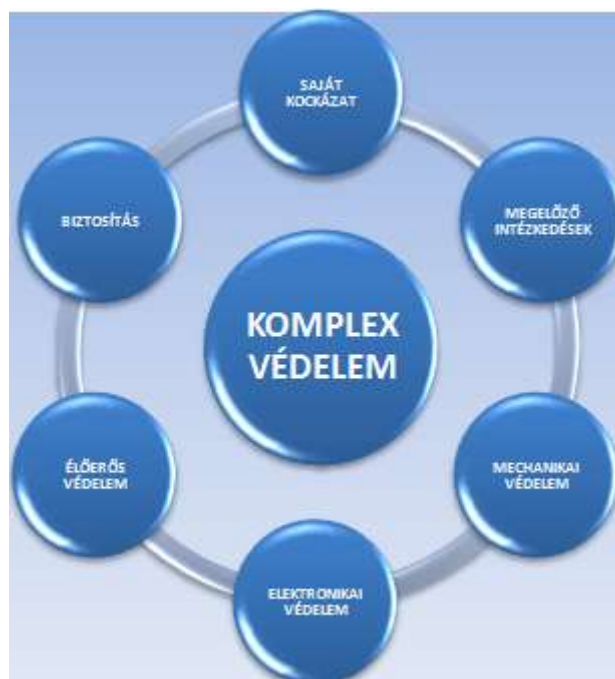 SAJÁT
KOCKÁZAT
MEGELŐZŐ
INTÉZKEDÉSEK
MECHANIKAI
VÉDELEM
ELEKTRONIKAI
VÉDELEM
ÉLŐERŐS
VÉDELEM
BIZTOSÍTÁS
KOMPLEX
VÉDELEM